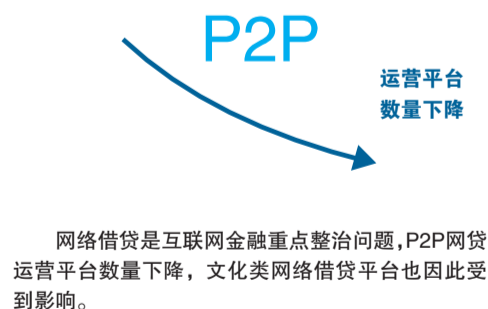 P2P
运营平台
数量下降
网络借贷是互联网金融重点整治问题，P2P网贷
运营平台数量下降，文化类网络借贷平台也因此受
到影响。